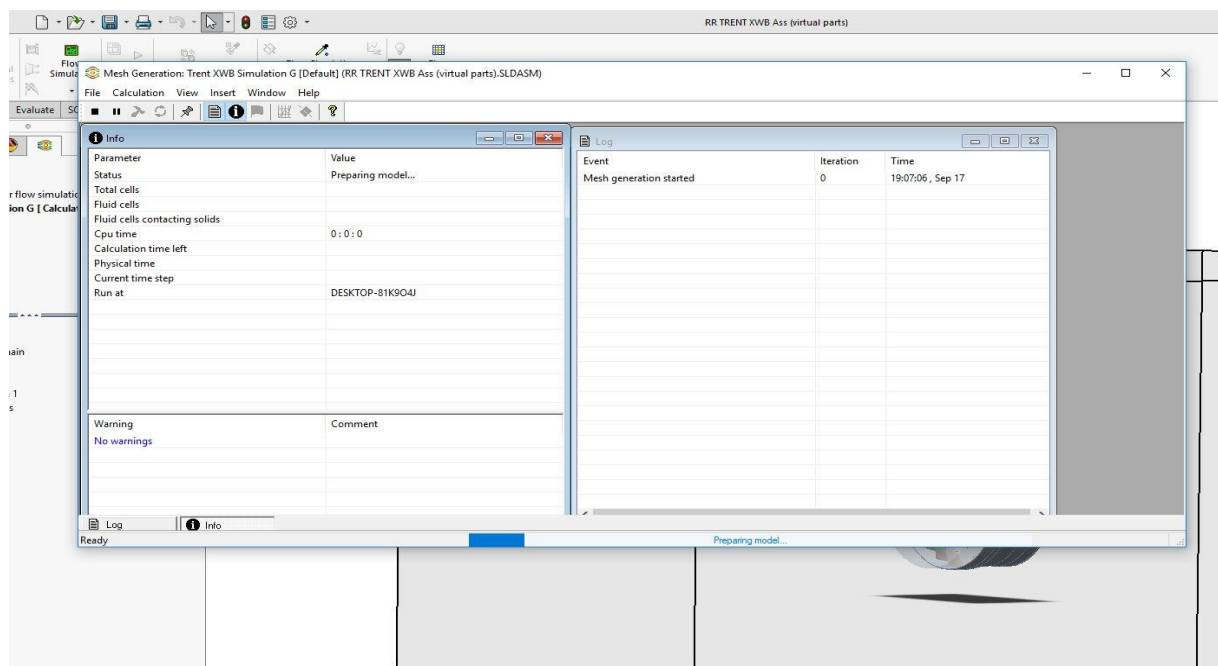 RR TRENT XWB Ass (virtual parts)
Flow
Simula
Mesh Generation: Trent XWB Simulation G [Default] (RR TRENT XWB Ass (virtual parts).SLDASM)
File Calculation View Insert Window Help
Evaluate SO
Info
Parameter Value
Status Preparing model...
Total cells
Fluid cells
Fluid cells contacting solids
Cpu time 0 : 0 : 0
Calculation time left
Physical time
Current time step
Run at DESKTOP-81K9O4J
Warning Comment
No warnings
Log
Event Iteration Time
Mesh generation started 0 19:07:06 , Sep 17
r flow simulatio
ion G [ Calcula
ain
1
s
Log Info
Ready Preparing model...